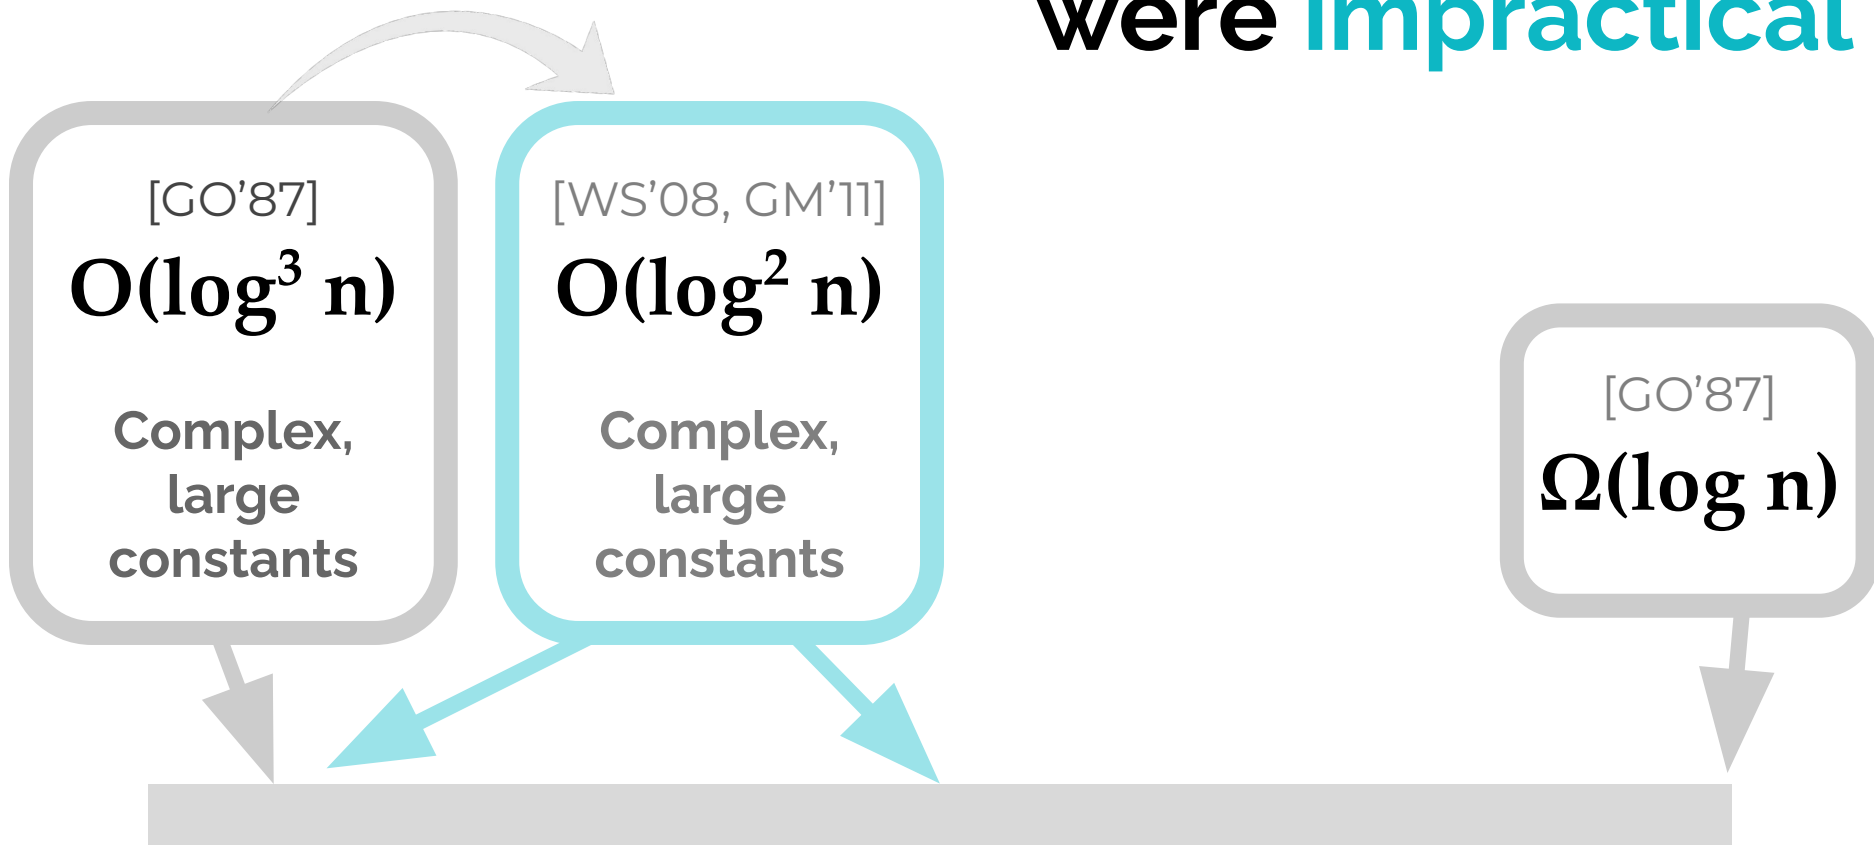 were impractical
[GO’87]
O(log³ n)
Complex,
large
constants
[WS’08, GM’11]
O(log² n)
Complex,
large
constants
[GO’87]
Ω(log n)